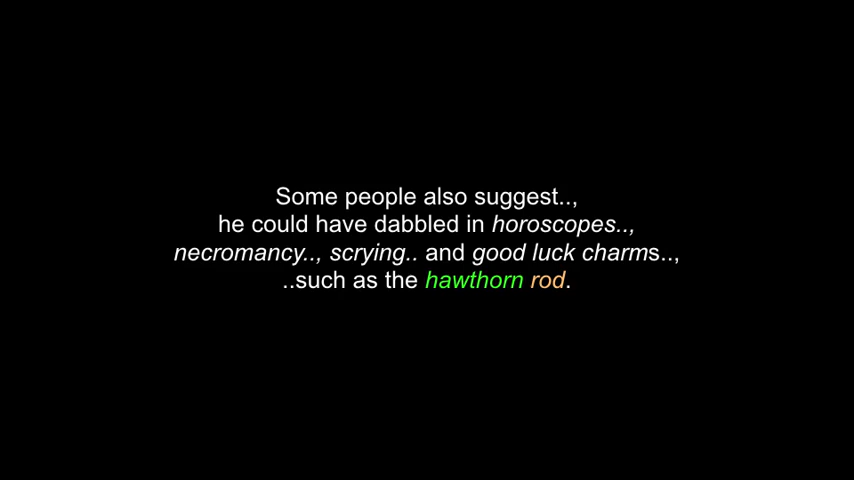 Some people also suggest..,
he could have dabbled in horoscopes..,
necromancy.., scrying.. and good luck charms..,
..such as the hawthorn rod.